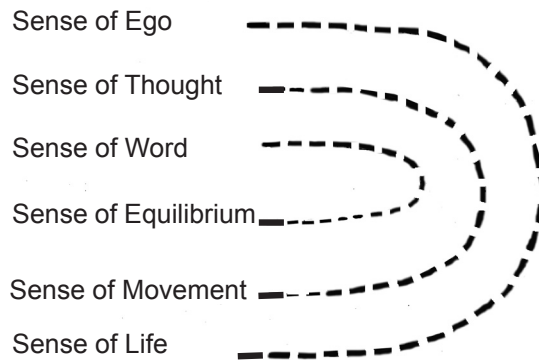 Sense of Ego
Sense of Thought
Sense of Word
Sense of Equilibrium
Sense of Movement
Sense of Life